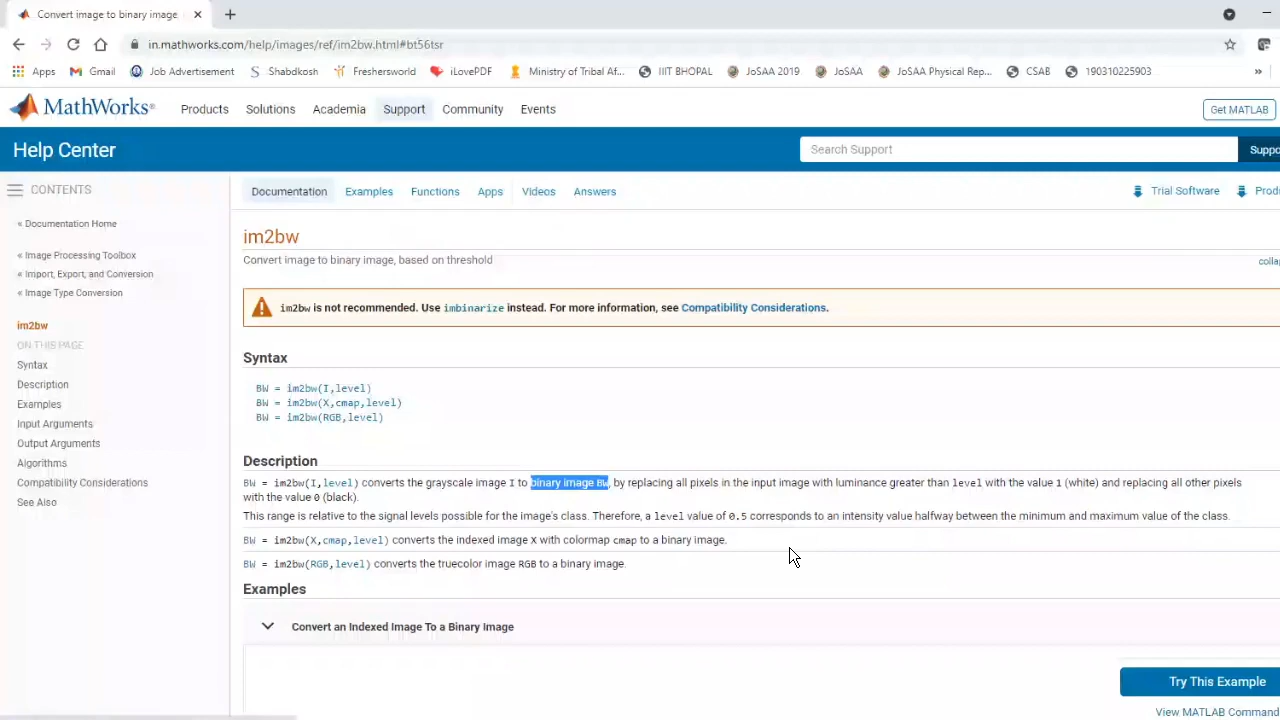 Convert image to binary image
in.mathworks.com/help/images/ref/im2bw.html#bt56tsr
Apps Gmail Job Advertisement Shabdkosh Freshersworld iLovePDF Ministry of Tribal Af... IIIT BHOPAL JoSAA 2019 JoSAA JoSAA Physical Rep... CSAB 190310225903 »
MathWorks® Products Solutions Academia Support Community Events Get MATLAB
Help Center Search Support Suppo
CONTENTS Documentation Examples Functions Apps Videos Answers Trial Software Prod
« Documentation Home
« Image Processing Toolbox
« Import, Export, and Conversion
« Image Type Conversion
im2bw
ON THIS PAGE
Syntax
Description
Examples
Input Arguments
Output Arguments
Algorithms
Compatibility Considerations
See Also
im2bw
Convert image to binary image, based on threshold colla
im2bw is not recommended. Use imbinarize instead. For more information, see Compatibility Considerations.
Syntax
BW = im2bw(I,level)
BW = im2bw(X,cmap,level)
BW = im2bw(RGB,level)
Description
BW = im2bw(I,level) converts the grayscale image I to binary image BW, by replacing all pixels in the input image with luminance greater than level with the value 1 (white) and replacing all other pixels
with the value 0 (black).
This range is relative to the signal levels possible for the image's class. Therefore, a level value of 0.5 corresponds to an intensity value halfway between the minimum and maximum value of the class.
BW = im2bw(X,cmap,level) converts the indexed image X with colormap cmap to a binary image.
BW = im2bw(RGB,level) converts the truecolor image RGB to a binary image.
Examples
Convert an Indexed Image To a Binary Image
Try This Example
View MATLAB Command